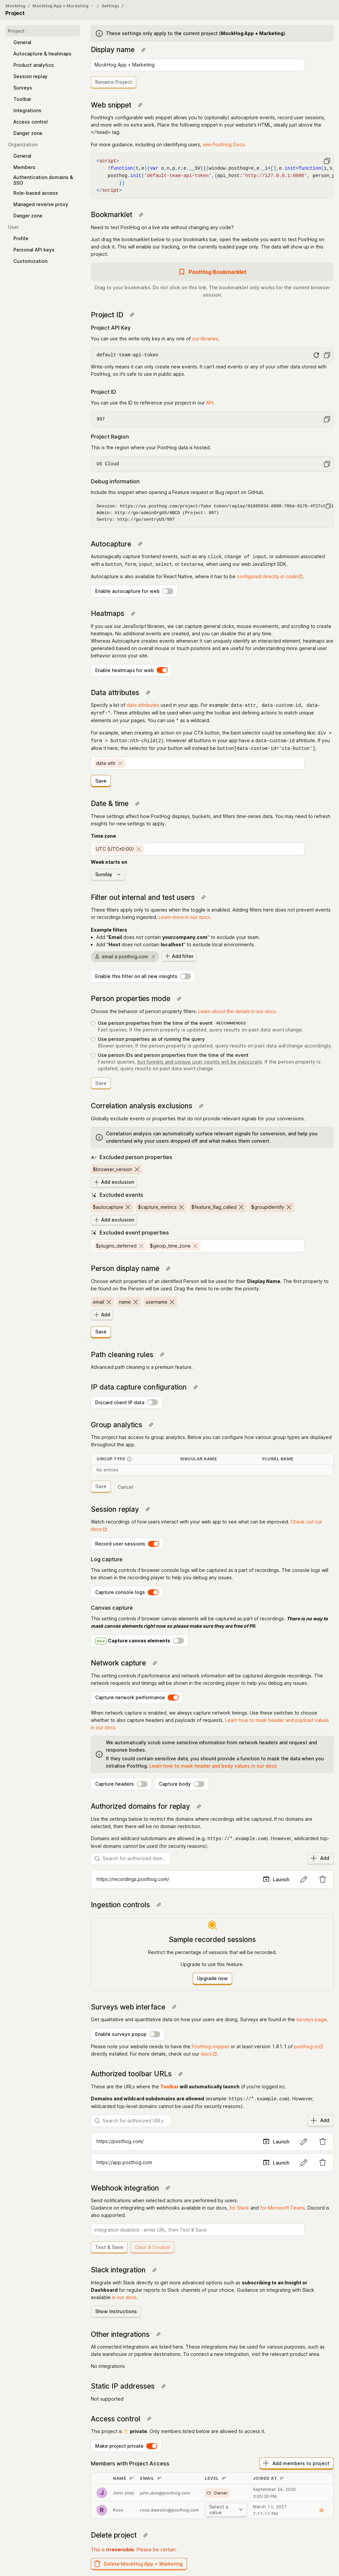 MockHog / MockHog App + Marketing / Settings /
Project
Project
General
Autocapture & heatmaps
Product analytics
Session replay
Surveys
Toolbar
Integrations
Access control
Danger zone
Organization
General
Members
Authentication domains &
SSO
Role-based access
Managed reverse proxy
Danger zone
User
Profile
Personal API keys
Customization
These settings only apply to the current project (MockHog App + Marketing).
Display name
MockHog App + Marketing
Rename Project
Web snippet
PostHog's configurable web snippet allows you to (optionally) autocapture events, record user sessions,
and more with no extra work. Place the following snippet in your website's HTML, ideally just above the
</head> tag.
For more guidance, including on identifying users, see PostHog Docs.
<script>
!function(t,e){var o,n,p,r;e.__SV||(window.posthog=e,e._i=[],e.init=function(i,s,
posthog.init('default-team-api-token',{api_host:'http://127.0.0.1:8000', person_p
})
</script>
Bookmarklet
Need to test PostHog on a live site without changing any code?
Just drag the bookmarklet below to your bookmarks bar, open the website you want to test PostHog on
and click it. This will enable our tracking, on the currently loaded page only. The data will show up in this
project.
PostHog Bookmarklet
Drag to your bookmarks. Do not click on this link. The bookmarklet only works for the current browser
session.
Project ID
Project API Key
You can use this write-only key in any one of our libraries.
default-team-api-token
Write-only means it can only create new events. It can't read events or any of your other data stored with
PostHog, so it's safe to use in public apps.
Project ID
You can use this ID to reference your project in our API.
997
Project Region
This is the region where your PostHog data is hosted.
US Cloud
Debug information
Include this snippet when opening a Feature Request or Bug report on GitHub.
Admin: http://go/adminOrgUS/ABCD (Project: 997)
Sentry: http://go/sentryUS/997
Autocapture
Automagically capture frontend events, such as any click, change of input, or submission associated
with a button, form, input, select, or textarea, when using our web JavaScript SDK.
Autocapture is also available for React Native, where it has to be configured directly in code.
Enable autocapture for web
Heatmaps
If you use our JavaScript libraries, we can capture general clicks, mouse movements, and scrolling to create
heatmaps. No additional events are created, and you can disable this at any time.
Whereas Autocapture creates events whenever it can uniquely identify an interacted element, heatmaps are
generated based on overall mouse or touch positions and are useful for understanding more general user
behavior across your site.
Enable heatmaps for web
Data attributes
Specify a list of data attributes used in your app. For example: data-attr, data-custom-id, data-
myref-*. These attributes will be used when using the toolbar and defining actions to match unique
elements on your pages. You can use * as a wildcard.
For example, when creating an action on your CTA button, the best selector could be something like: div >
form > button:nth-child(2). However all buttons in your app have a data-custom-id attribute. If you
allow it here, the selector for your button will instead be button[data-custom-id='cta-button'].
data-attr
Save
Date & time
These settings affect how PostHog displays, buckets, and filters time-series data. You may need to refresh
insights for new settings to apply.
Time zone
UTC (UTC±0:00)
Week starts on
Sunday
Filter out internal and test users
These filters apply only to queries when the toggle is enabled. Adding filters here does not prevent events
or recordings being ingested. Learn more in our docs.
Example filters
Add "Email does not contain yourcompany.com" to exclude your team.
Add "Host does not contain localhost" to exclude local environments.
email ∌ posthog.com
Add filter
Enable this filter on all new insights
Person properties mode
Choose the behavior of person property filters. Learn about the details in our docs.
Use person properties from the time of the event RECOMMENDED
Fast queries. If the person property is updated, query results on past data won't change.
Use person properties as of running the query
Slower queries. If the person property is updated, query results on past data will change accordingly.
Use person IDs and person properties from the time of the event
Fastest queries, but funnels and unique user counts will be inaccurate. If the person property is
updated, query results on past data won't change.
Save
Correlation analysis exclusions
Globally exclude events or properties that do not provide relevant signals for your conversions.
Correlation analysis can automatically surface relevant signals for conversion, and help you
understand why your users dropped off and what makes them convert.
Excluded person properties
$browser_version
Add exclusion
Excluded events
$autocapture $capture_metrics $feature_flag_called $groupidentify
Add exclusion
Excluded event properties
$plugins_deferred $geoip_time_zone
Person display name
Choose which properties of an identified Person will be used for their Display Name. The first property to
be found on the Person will be used. Drag the items to re-order the priority.
email name username
Add
Save
Path cleaning rules
Advanced path cleaning is a premium feature.
IP data capture configuration
Discard client IP data
Group analytics
This project has access to group analytics. Below you can configure how various group types are displayed
throughout the app.
GROUP TYPE SINGULAR NAME PLURAL NAME
No entries
Save Cancel
Session replay
Watch recordings of how users interact with your web app to see what can be improved. Check out our
docs
Record user sessions
Log capture
This setting controls if browser console logs will be captured as a part of recordings. The console logs will
be shown in the recording player to help you debug any issues.
Capture console logs
Canvas capture
This setting controls if browser canvas elements will be captured as part of recordings. There is no way to
mask canvas elements right now so please make sure they are free of PII.
New Capture canvas elements
Network capture
This setting controls if performance and network information will be captured alongside recordings. The
network requests and timings will be shown in the recording player to help you debug any issues.
Capture network performance
When network capture is enabled, we always capture network timings. Use these switches to choose
whether to also capture headers and payloads of requests. Learn how to mask header and payload values
in our docs
We automatically scrub some sensitive information from network headers and request and
response bodies.
If they could contain sensitive data, you should provide a function to mask the data when you
initialise PostHog. Learn how to mask header and body values in our docs
Capture headers Capture body
Authorized domains for replay
Use the settings below to restrict the domains where recordings will be captured. If no domains are
selected, then there will be no domain restriction.
Domains and wildcard subdomains are allowed (e.g. https://*.example.com). However, wildcarded top-
level domains cannot be used (for security reasons).
Search for authorized dom...
Add
https://recordings.posthog.com/
Launch
Ingestion controls
Sample recorded sessions
Restrict the percentage of sessions that will be recorded.
Upgrade to use this feature.
Upgrade now
Surveys web interface
Get qualitative and quantitative data on how your users are doing. Surveys are found in the surveys page.
Enable surveys popup
Please note your website needs to have the PostHog snippet or at least version 1.81.1 of posthog-js
directly installed. For more details, check out our docs.
Authorized toolbar URLs
These are the URLs where the Toolbar will automatically launch (if you're logged in).
Domains and wildcard subdomains are allowed (example: https://*.example.com). However,
wildcarded top-level domains cannot be used (for security reasons).
Search for authorized URLs
Add
https://posthog.com/
Launch
https://app.posthog.com
Launch
Webhook integration
Send notifications when selected actions are performed by users.
Guidance on integrating with webhooks available in our docs, for Slack and for Microsoft Teams. Discord is
also supported.
integration disabled - enter URL, then Test & Save
Test & Save Clear & Disable
Slack integration
Integrate with Slack directly to get more advanced options such as subscribing to an Insight or
Dashboard for regular reports to Slack channels of your choice. Guidance on integrating with Slack
available in our docs.
Show Instructions
Other integrations
All connected integrations are listed here. These integrations may be used for various purposes, such as
data warehouse or pipeline destinations. To connect a new integration, visit the relevant product area.
No integrations
Static IP addresses
Not supported
Access control
This project is private. Only members listed below are allowed to access it.
Make project private
Members with Project Access
Add members to project
NAME EMAIL LEVEL JOINED AT
J John (me) john.doe@posthog.com Owner September 24, 2020
3:05:26 PM
R Rose rose.dawson@posthog.com Select a
value
March 11, 2021
Delete project
This is irreversible. Please be certain.
Delete MockHog App + Marketing